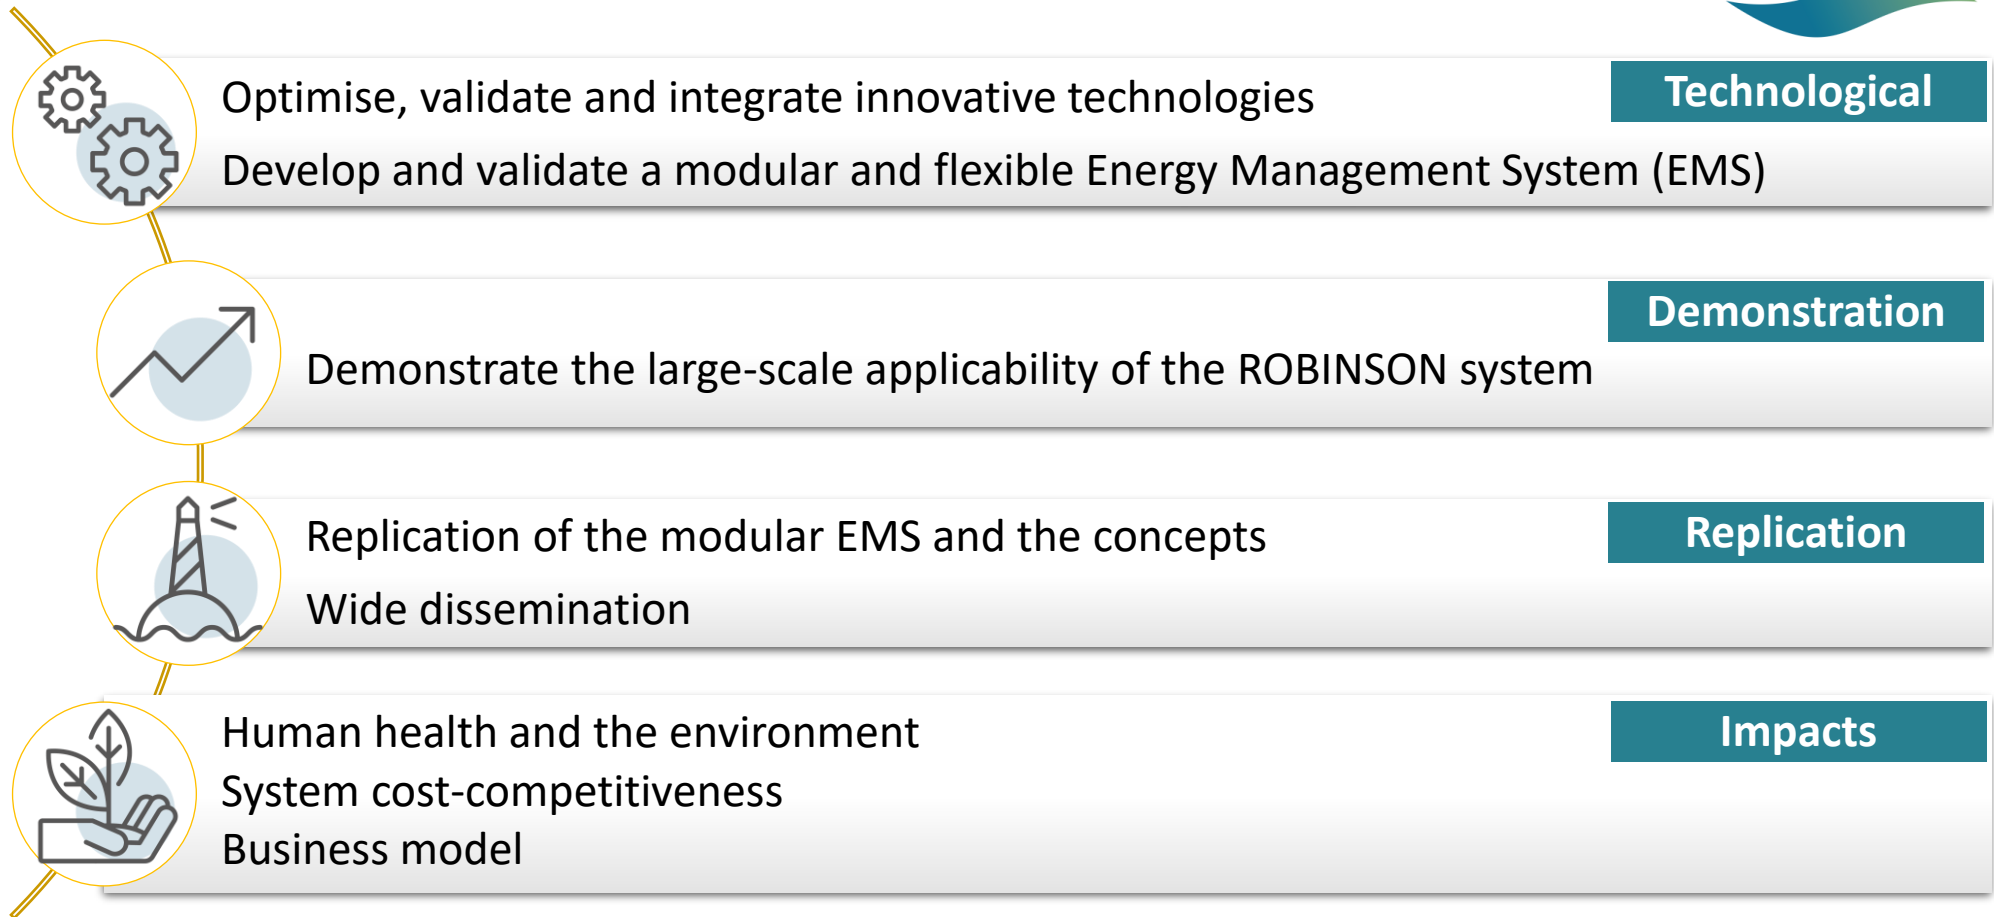 Optimise, validate and integrate innovative technologies
Technological
Develop and validate a modular and flexible Energy Management System (EMS)
Demonstration
Demonstrate the large-scale applicability of the ROBINSON system
Replication of the modular EMS and the concepts
Replication
Wide dissemination
Human health and the environment
Impacts
System cost-competitiveness
Business model